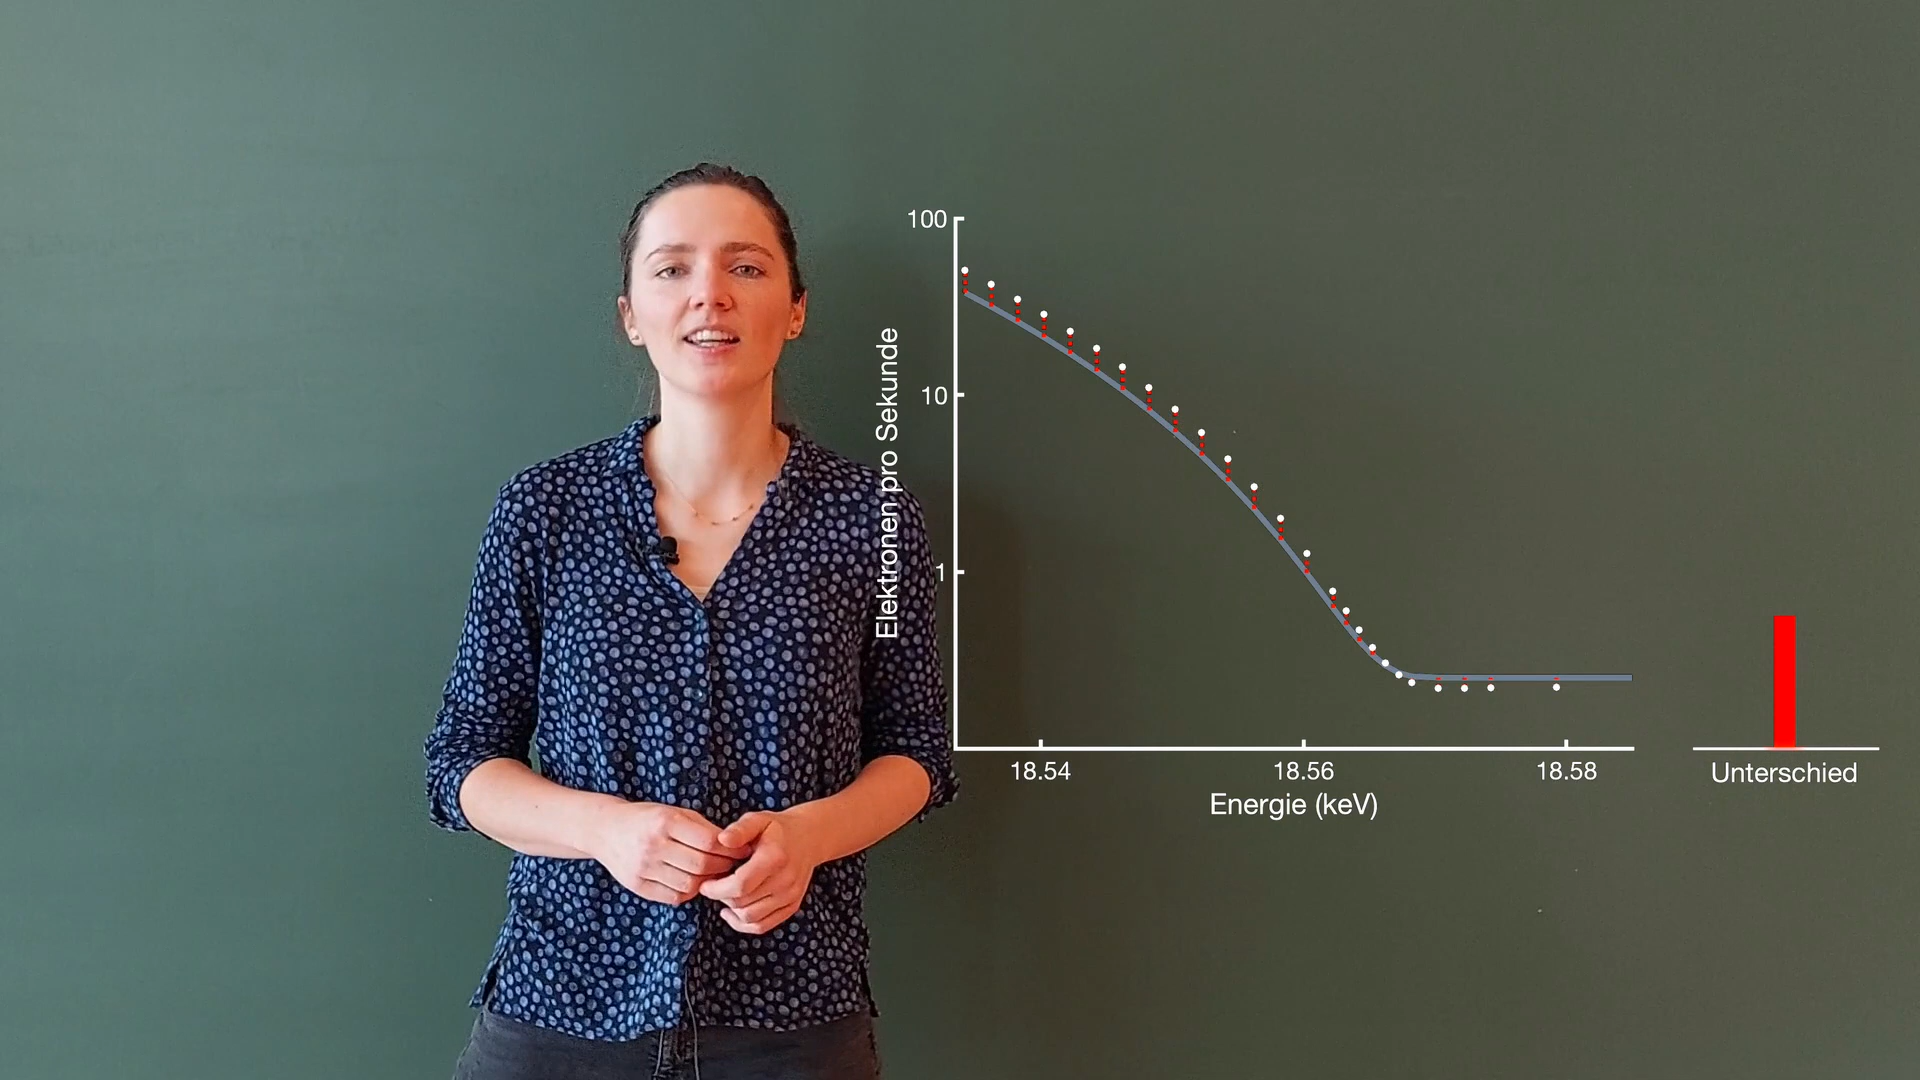 100
10
1
Elektronen pro Sekunde
18.54
18.56
18.58
Energie (keV)
Unterschied